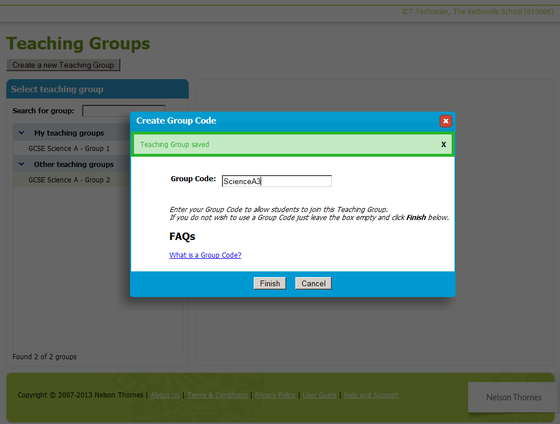 ICT Technician, The Kerboodle School (010606)
Teaching Groups
Create a new Teaching Group
Select teaching group
Search for group:
My teaching groups
GCSE Science A - Group 1
Other teaching groups
GCSE Science A - Group 2
Found 2 of 2 groups
Create Group Code
Teaching Group saved X
Group Code: ScienceA3
Enter your Group Code to allow students to join this Teaching Group.
If you do not wish to use a Group Code just leave the box empty and click Finish below.
FAQs
What is a Group Code?
Finish Cancel
Copyright © 2007-2013 Nelson Thornes | About Us | Terms & Conditions | Privacy Policy | User Guide | Help and Support
Nelson Thornes